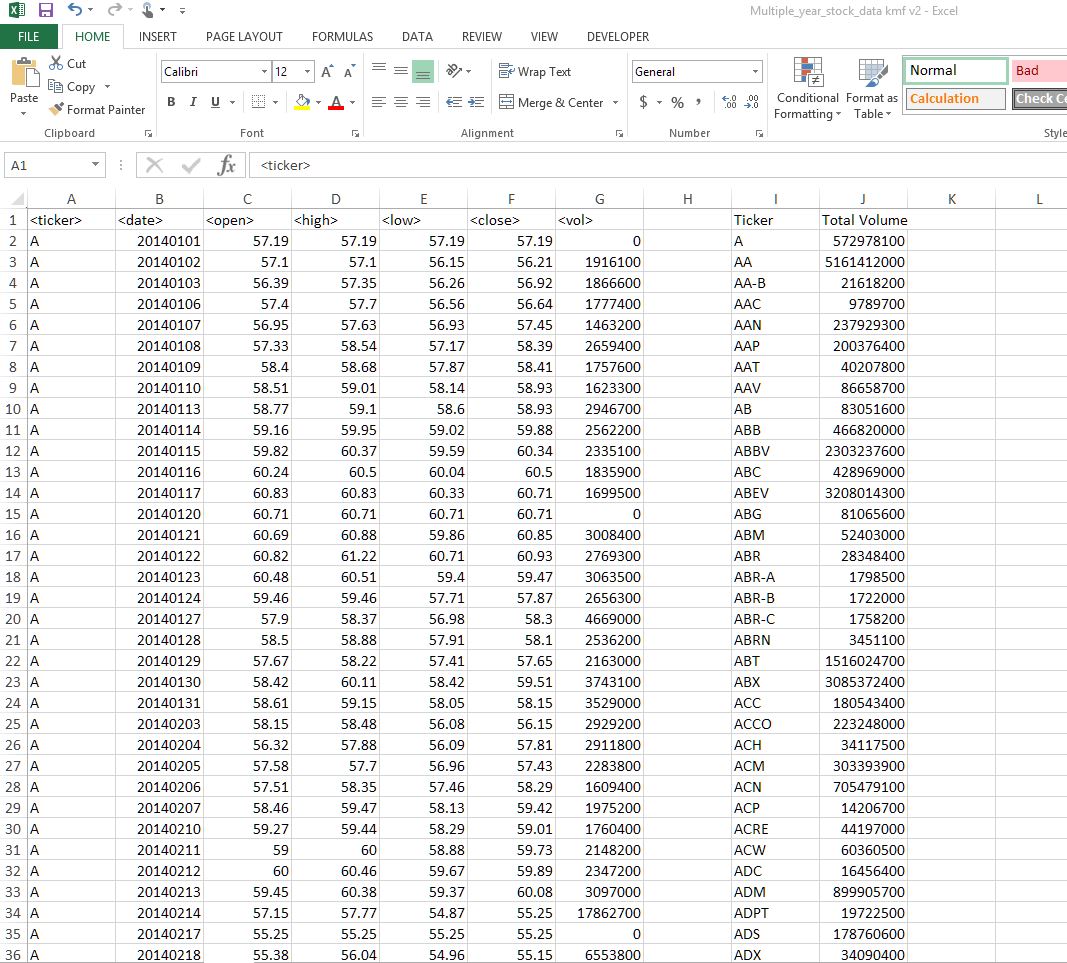 Multiple_year_stock_data kmf v2 - Excel
FILE HOME INSERT PAGE LAYOUT FORMULAS DATA REVIEW VIEW DEVELOPER
Cut
Copy
Format Painter
Paste
Clipboard
Calibri 12
B I U A
Font
Wrap Text
Merge & Center
Alignment
General
$ % ,
Number
Conditional Formatting
Format as Table
Normal Bad
Calculation Check Ce
Style
A1 fx <ticker>
A B C D E F G H I J K L
1 <ticker> <date> <open> <high> <low> <close> <vol> Ticker Total Volume
2 A 20140101 57.19 57.19 57.19 57.19 0 A 572978100
3 A 20140102 57.1 57.1 56.15 56.21 1916100 AA 5161412000
4 A 20140103 56.39 57.35 56.26 56.92 1866600 AA-B 21618200
5 A 20140106 57.4 57.7 56.56 56.64 1777400 AAC 9789700
6 A 20140107 56.95 57.63 56.93 57.45 1463200 AAN 237929300
7 A 20140108 57.33 58.54 57.17 58.39 2659400 AAP 200376400
8 A 20140109 58.4 58.68 57.87 58.41 1757600 AAT 40207800
9 A 20140110 58.51 59.01 58.14 58.93 1623300 AAV 86658700
10 A 20140113 58.77 59.1 58.6 58.93 2946700 AB 83051600
11 A 20140114 59.16 59.95 59.02 59.88 2562200 ABB 466820000
12 A 20140115 59.82 60.37 59.59 60.34 2335100 ABBV 2303237600
13 A 20140116 60.24 60.5 60.04 60.5 1835900 ABC 428969000
14 A 20140117 60.83 60.83 60.33 60.71 1699500 ABEV 3208014300
15 A 20140120 60.71 60.71 60.71 60.71 0 ABG 81065600
16 A 20140121 60.69 60.88 59.86 60.85 3008400 ABM 52403000
17 A 20140122 60.82 61.22 60.71 60.93 2769300 ABR 28348400
18 A 20140123 60.48 60.51 59.4 59.47 3063500 ABR-A 1798500
19 A 20140124 59.46 59.46 57.71 57.87 2656300 ABR-B 1722000
20 A 20140127 57.9 58.37 56.98 58.3 4669000 ABR-C 1758200
21 A 20140128 58.5 58.88 57.91 58.1 2536200 ABRN 3451100
22 A 20140129 57.67 58.22 57.41 57.65 2163000 ABT 1516024700
23 A 20140130 58.42 60.11 58.42 59.51 3743100 ABX 3085372400
24 A 20140131 58.61 59.15 58.05 58.15 3529000 ACC 180543400
25 A 20140203 58.15 58.48 56.08 56.15 2929200 ACCO 223248000
26 A 20140204 56.32 57.88 56.09 57.81 2911800 ACH 34117500
27 A 20140205 57.58 57.7 56.96 57.43 2283800 ACM 303393900
28 A 20140206 57.51 58.35 57.46 58.29 1609400 ACN 705479100
29 A 20140207 58.46 59.47 58.13 59.42 1975200 ACP 14206700
30 A 20140210 59.27 59.44 58.29 59.01 1760400 ACRE 44197000
31 A 20140211 59 60 58.88 59.73 2148200 ACW 60360500
32 A 20140212 60 60.46 59.67 59.89 2347200 ADC 16456400
33 A 20140213 59.45 60.38 59.37 60.08 3097000 ADM 899905700
34 A 20140214 57.15 57.77 54.87 55.25 17862700 ADPT 19722500
35 A 20140217 55.25 55.25 55.25 55.25 0 ADS 178760600
36 A 20140218 55.38 56.04 54.96 55.15 6553800 ADX 34090400